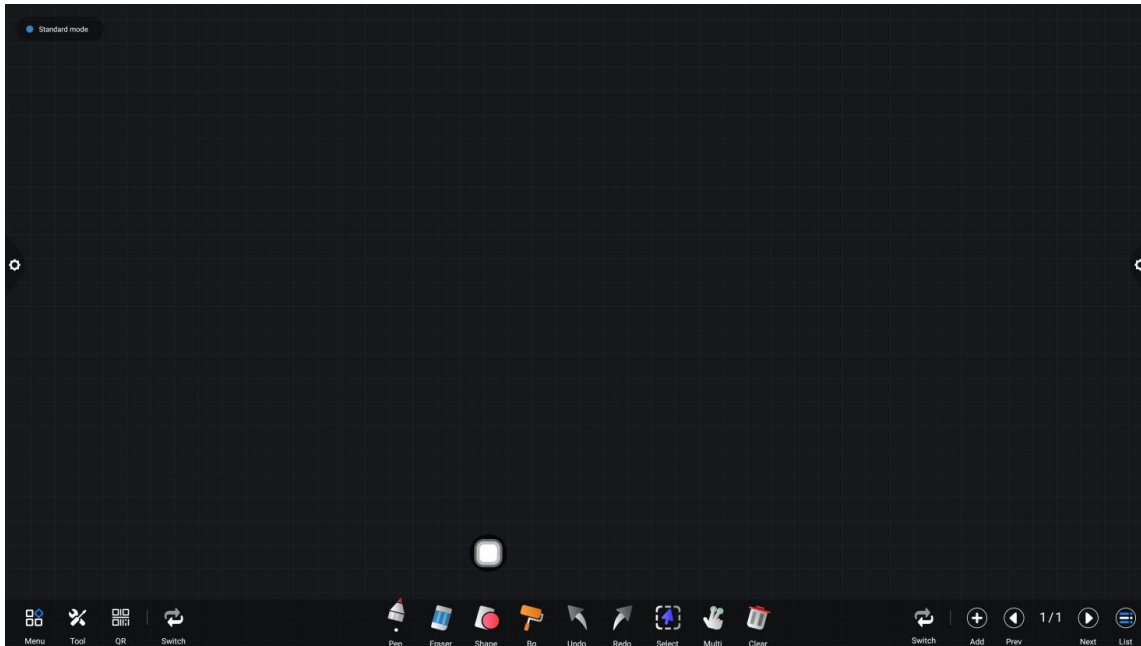 Standard mode
Menu Tool QR Switch Pen Eraser Shape Bg Undo Redo Select Multi Clear Switch Add Prev 1/1 Next List